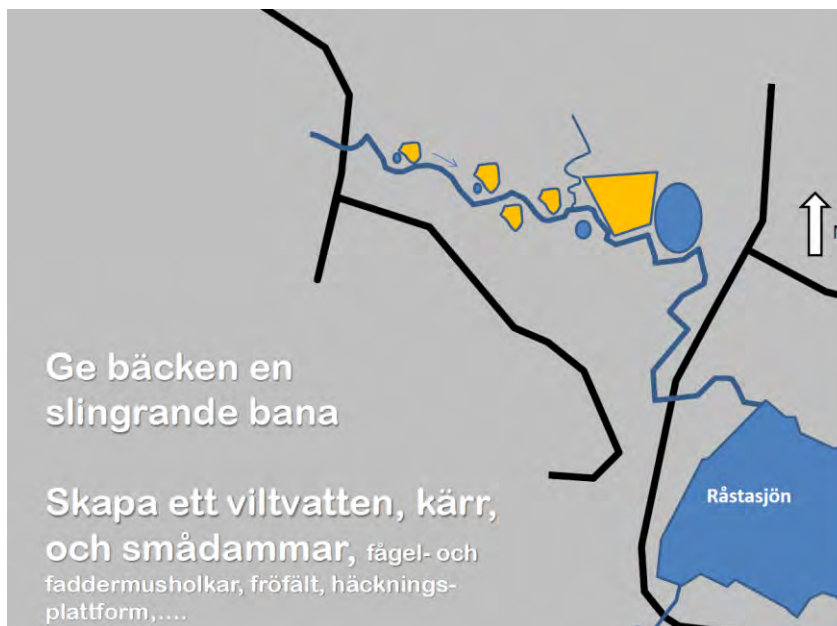 N
Ge bäcken en
slingrande bana
Råstasjön
Skapa ett viltvatten, kärr,
och smådammar, fågel- och
faddermusholkar, fröfält, häcknings-
plattform,....